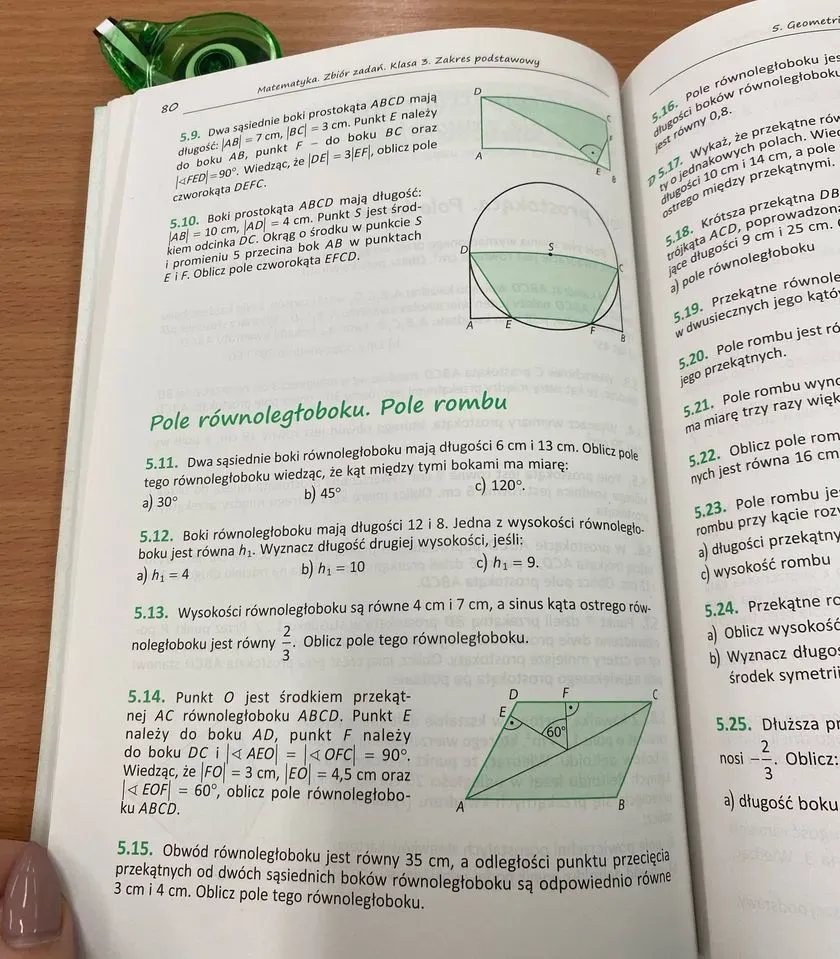 80
Matematyka. Zbiór zadań. Klasa 3. Zakres podstawowy
5.9. Dwa sąsiednie boki prostokąta ABCD mają
długość: |AB| = 7 cm, |BC| = 3 cm. Punkt E należy
do boku AB, punkt F – do boku BC oraz
|∢FED| = 90°. Wiedząc, że |DE| = 3|EF|, oblicz pole
czworokąta DEFC.
D
C
F
A
E
B
5.10. Boki prostokąta ABCD mają długość:
|AB| = 10 cm, |AD| = 4 cm. Punkt S jest środ-
kiem odcinka DC. Okrąg o środku w punkcie S
i promieniu 5 przecina bok AB w punktach
E i F. Oblicz pole czworokąta EFCD.
D
S
C
A
E
F
B
Pole równoległoboku. Pole rombu
5.11. Dwa sąsiednie boki równoległoboku mają długości 6 cm i 13 cm. Oblicz pole
tego równoległoboku wiedząc, że kąt między tymi bokami ma miarę:
a) 30° b) 45° c) 120°.
5.12. Boki równoległoboku mają długości 12 i 8. Jedna z wysokości równoległo-
boku jest równa h₁. Wyznacz długość drugiej wysokości, jeśli:
a) h₁ = 4 b) h₁ = 10 c) h₁ = 9.
5.13. Wysokości równoległoboku są równe 4 cm i 7 cm, a sinus kąta ostrego rów-
noległoboku jest równy 2/3. Oblicz pole tego równoległoboku.
5.14. Punkt O jest środkiem przekąt-
nej AC równoległoboku ABCD. Punkt E
należy do boku AD, punkt F należy
do boku DC i |∢AEO| = |∢OFC| = 90°.
Wiedząc, że |FO| = 3 cm, |EO| = 4,5 cm oraz
|∢EOF| = 60°, oblicz pole równoległobo-
ku ABCD.
D
F
C
E
60°
A
B
5.15. Obwód równoległoboku jest równy 35 cm, a odległości punktu przecięcia
przekątnych od dwóch sąsiednich boków równoległoboku są odpowiednio równe
3 cm i 4 cm. Oblicz pole tego równoległoboku.
5. Geometri
5.16. Pole równoległoboku jes
długości boków równoległoboku
jest równy 0,8.
D 5.17. Wykaż, że przekątne rów
ty o jednakowych polach. Wie
długości 10 cm i 14 cm, a pole
ostrego między przekątnymi.
5.18. Krótsza przekątna DB
trójkąta ACD, poprowadzon
jące długości 9 cm i 25 cm.
a) pole równoległoboku
5.19. Przekątne równole
w dwusiecznych jego kątó
5.20. Pole rombu jest ró
jego przekątnych.
5.21. Pole rombu wyno
ma miarę trzy razy więk
5.22. Oblicz pole rom
nych jest równa 16 cm
5.23. Pole rombu je
rombu przy kącie rozw
a) długości przekątny
c) wysokość rombu
5.24. Przekątne ro
a) Oblicz wysokość
b) Wyznacz długoś
środek symetrii
5.25. Dłuższa pr
nosi –2/3. Oblicz:
a) długość boku